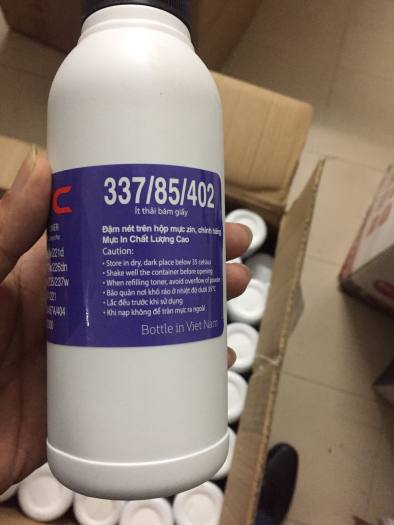 337/85/402
Ít thải bám giấy
Đậm nét trên hộp mực zin, chính hãng
Mực In Chất Lượng Cao
Caution:
• Store in dry, dark place below 35 celsius
• Shake well the container before opening
• When refilling toner, avoid overflow of powder
• Bảo quản nơi khô ráo ở nhiệt độ dưới 35°C
• Lắc đều trước khi sử dụng
• Khi nạp không để tràn mực ra ngoài
Bottle in Viet Nam